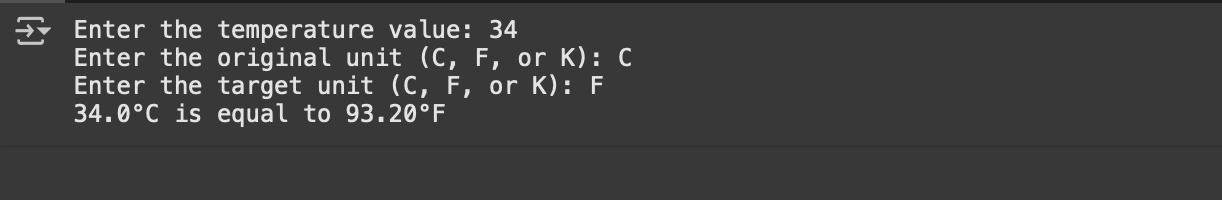 Enter the temperature value: 34
Enter the original unit (C, F, or K): C
Enter the target unit (C, F, or K): F
34.0°C is equal to 93.20°F